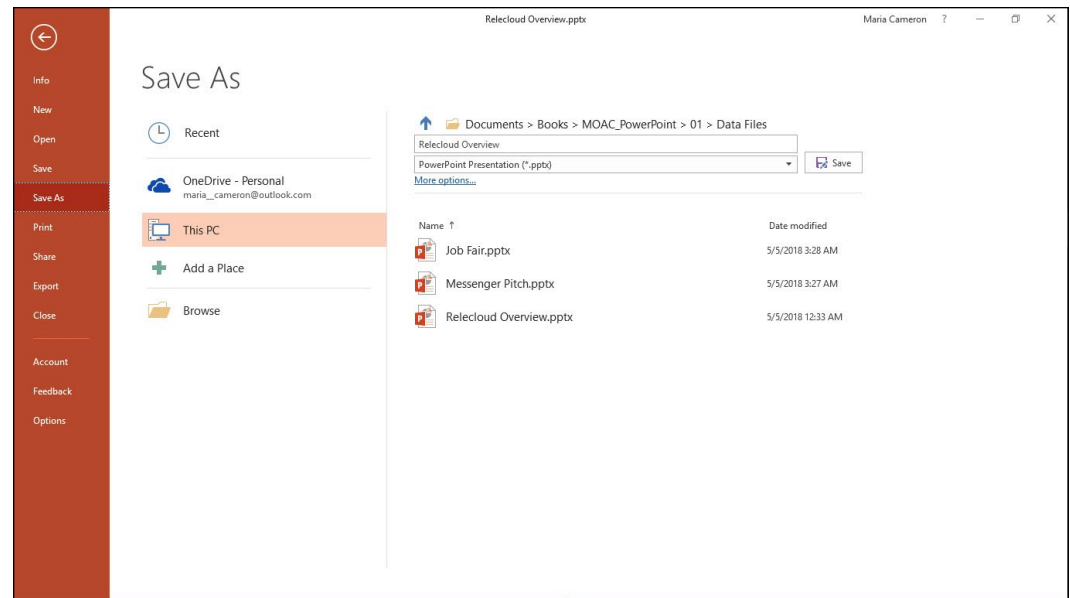 Relecloud Overview.pptx
Maria Cameron ? 
Info
New
Open
Save
Save As
Print
Share
Export
Close
Account
Feedback
Options
Save As
Recent
OneDrive - Personal
maria__cameron@outlook.com
This PC
Add a Place
Browse
Documents > Books > MOAC_PowerPoint > 01 > Data Files
Relecloud Overview
PowerPoint Presentation (*.pptx)
Save
More options...
Name ↑ Date modified
Job Fair.pptx 5/5/2018 3:28 AM
Messenger Pitch.pptx 5/5/2018 3:27 AM
Relecloud Overview.pptx 5/5/2018 12:33 AM